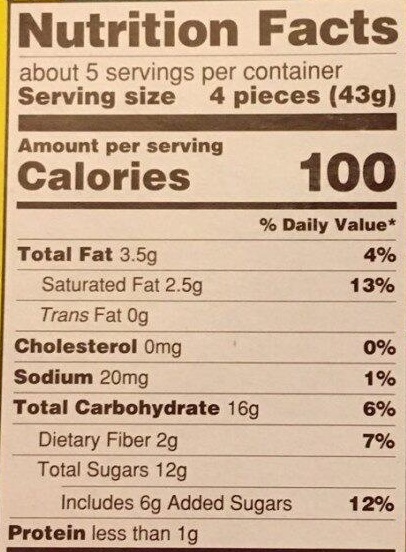 Nutrition Facts
about 5 servings per container
Serving size 4 pieces (43g)
Amount per serving
Calories 100
% Daily Value*
Total Fat 3.5g 4%
Saturated Fat 2.5g 13%
Trans Fat 0g
Cholesterol 0mg 0%
Sodium 20mg 1%
Total Carbohydrate 16g 6%
Dietary Fiber 2g 7%
Total Sugars 12g
Includes 6g Added Sugars 12%
Protein less than 1g